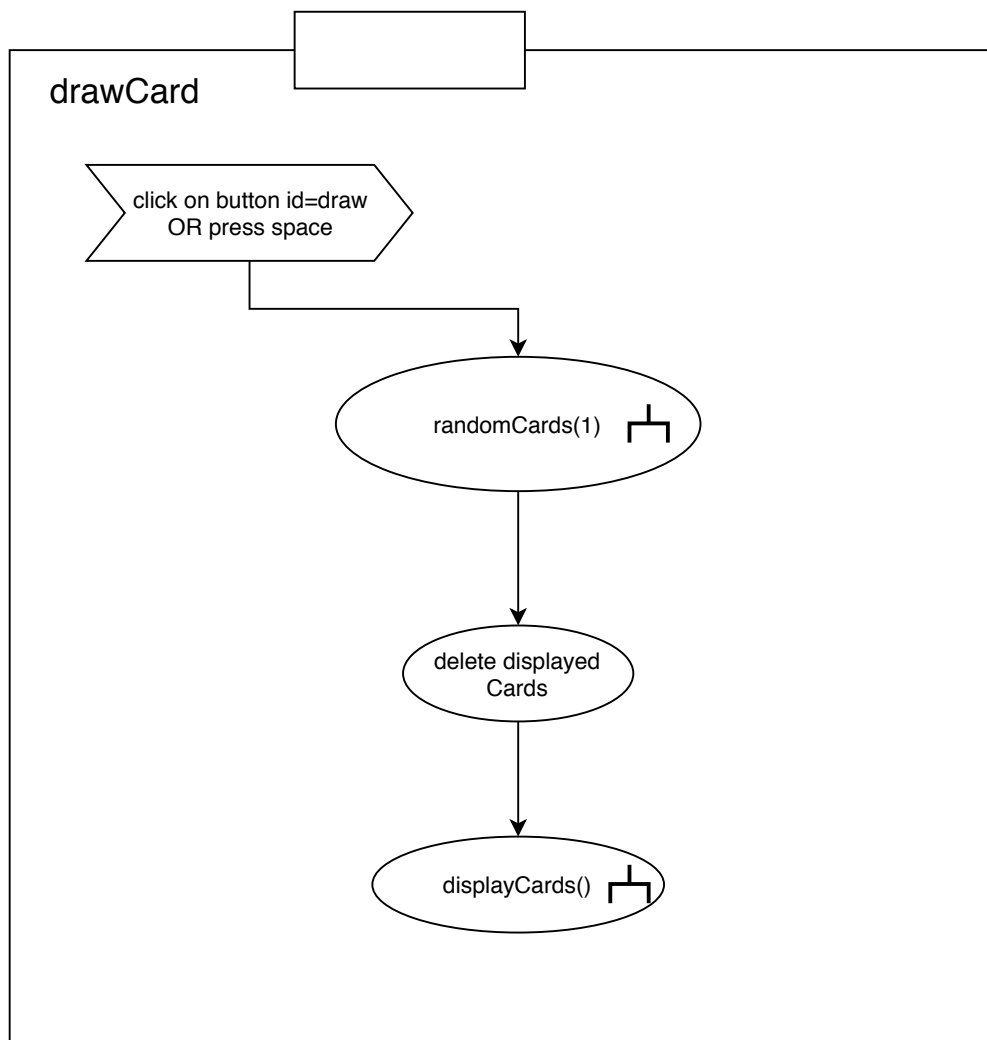 drawCard
click on button id=draw
OR press space
randomCards(1)
delete displayed
Cards
displayCards()